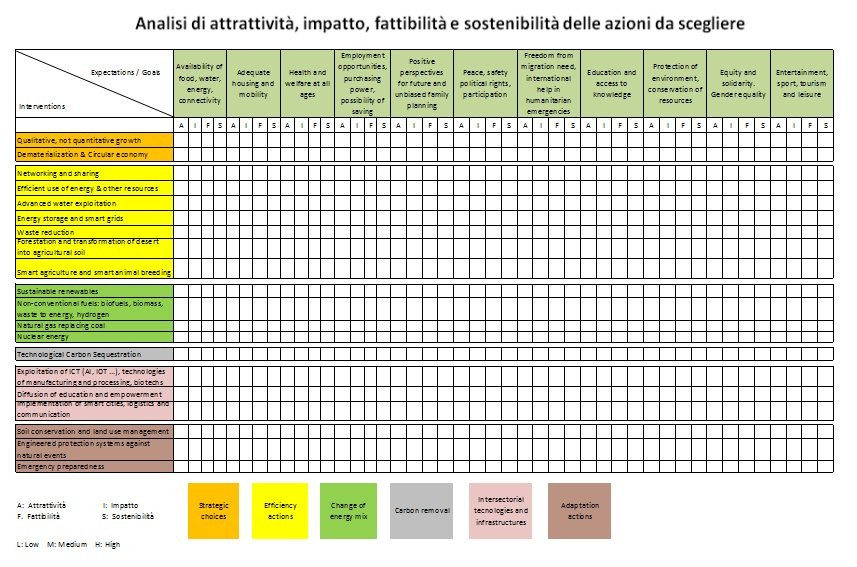 Analisi di attrattività, impatto, fattibilità e sostenibilità delle azioni da scegliere
Expectations / Goals
Interventions
Availability of
food, water,
energy,
connectivity
Adequate
housing and
mobility
Health and
welfare at all
ages
Employment
opportunities,
purchasing
power,
possibility of
saving
Positive
perspectives
for future and
unbiased family
planning
Peace, safety
political rights,
participation
Freedom from
migration need,
international
help in
humanitarian
emergencies
Education and
access to
knowledge
Protection of
environment,
conservation of
resources
Equity and
solidarity.
Gender equality
Entertainment,
sport, tourism
and leisure
A I F S A I F S A I F S A I F S A I F S A I F S A I F S A I F S A I F S A I F S A I F S
Qualitative, not quantitative growth
Dematerialization & Circular economy
Networking and sharing
Efficient use of energy & other resources
Advanced water exploitation
Energy storage and smart grids
Waste reduction
Forestation and transformation of desert
into agricultural soil
Smart agriculture and smart animal breeding
Sustainable renewables
Non-conventional fuels: biofuels, biomass,
waste to energy, hydrogen
Natural gas replacing coal
Nuclear energy
Technological Carbon Sequestration
Exploitation of ICT (AI, IOT ...), technologies
of manufacturing and processing, biotechs
Diffusion of education and empowerment
Implementation of smart cities, logistics and
communication
Soil conservation and land use management
Engineered protection systems against
natural events
Emergency preparedness
A: Attrattività I: Impatto
F. Fattibilità S: Sostenibilità
L: Low M: Medium H: High
Strategic
choices
Efficiency
actions
Change of
energy mix
Carbon removal
Intersectorial
tecnologies and
infrastructures
Adaptation
actions